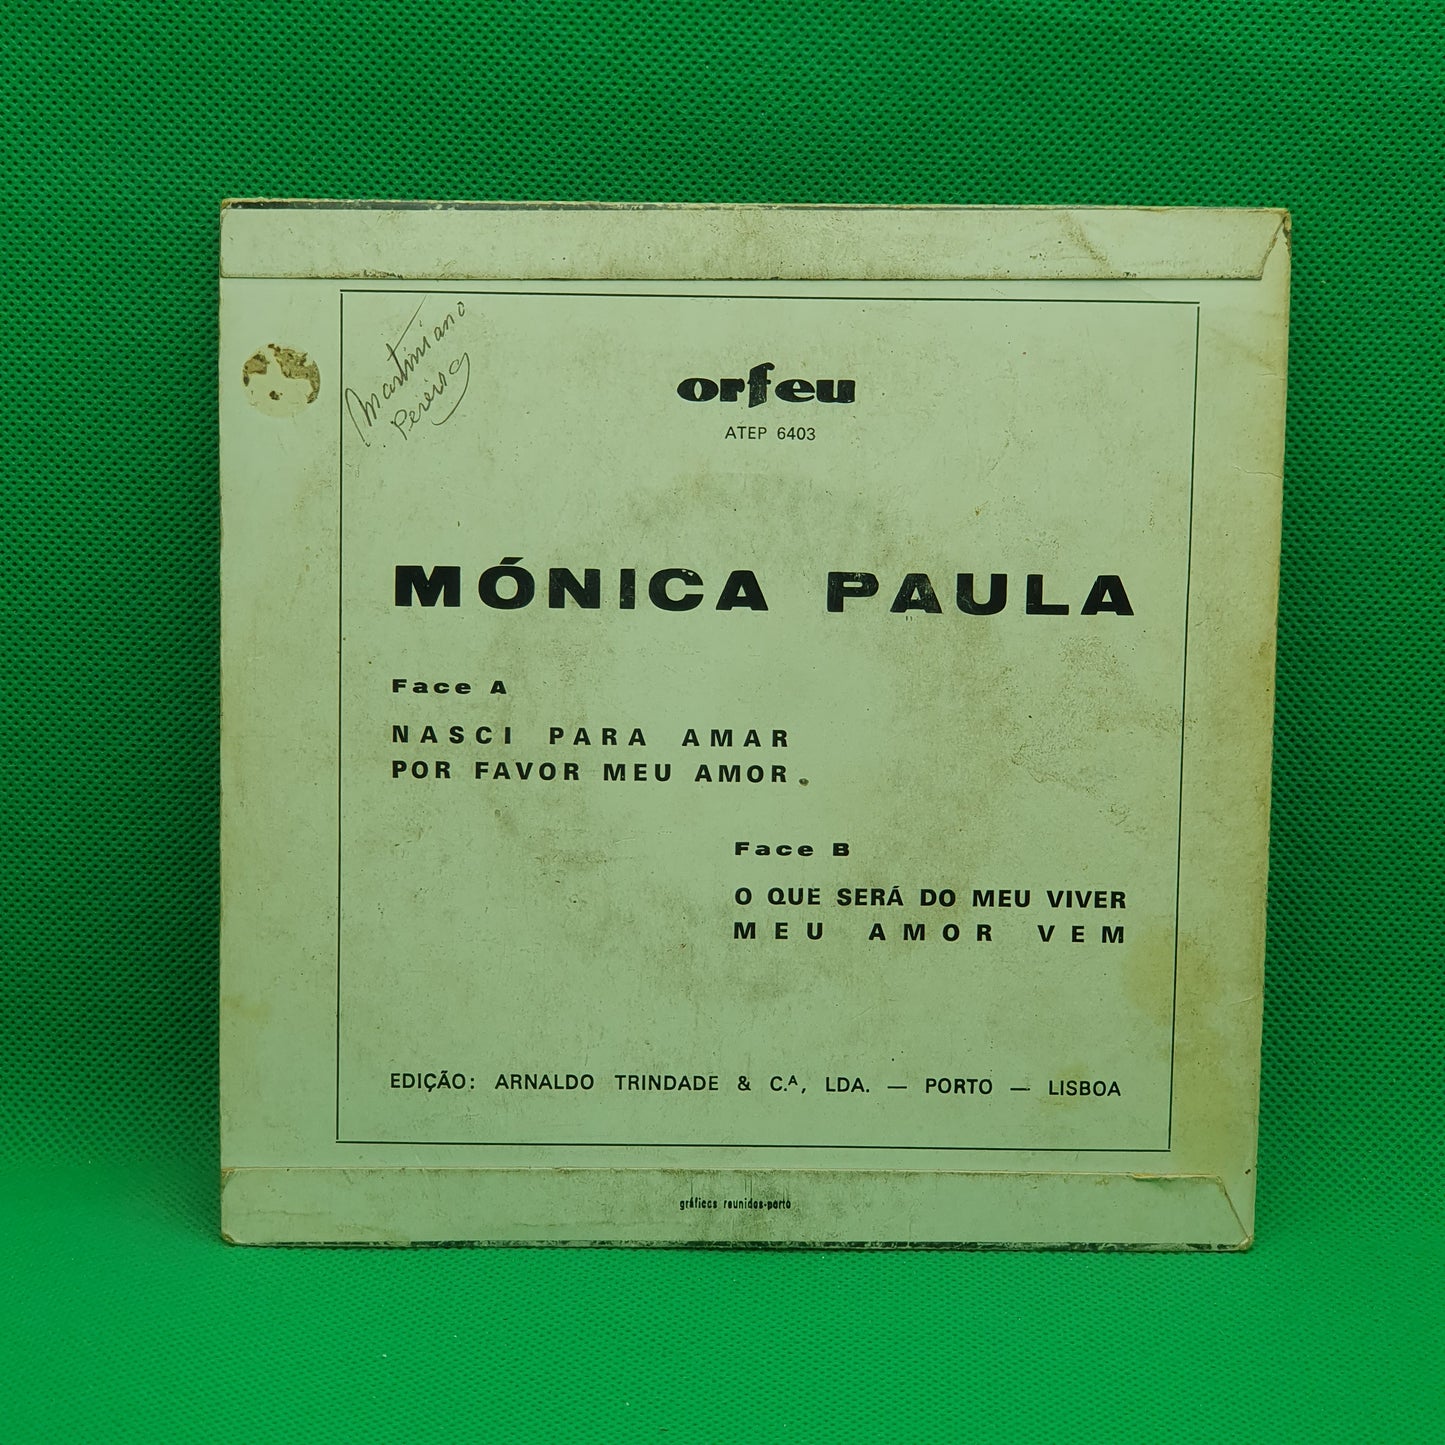 Martiniano
Pereira
orfeu
ATEP 6403
MÓNICA PAULA
Face A
NASCI PARA AMAR
POR FAVOR MEU AMOR
Face B
O QUE SERÁ DO MEU VIVER
MEU AMOR VEM
EDIÇÃO: ARNALDO TRINDADE & C.ᴬ, LDA. — PORTO — LISBOA
gráficos reunidos-porto